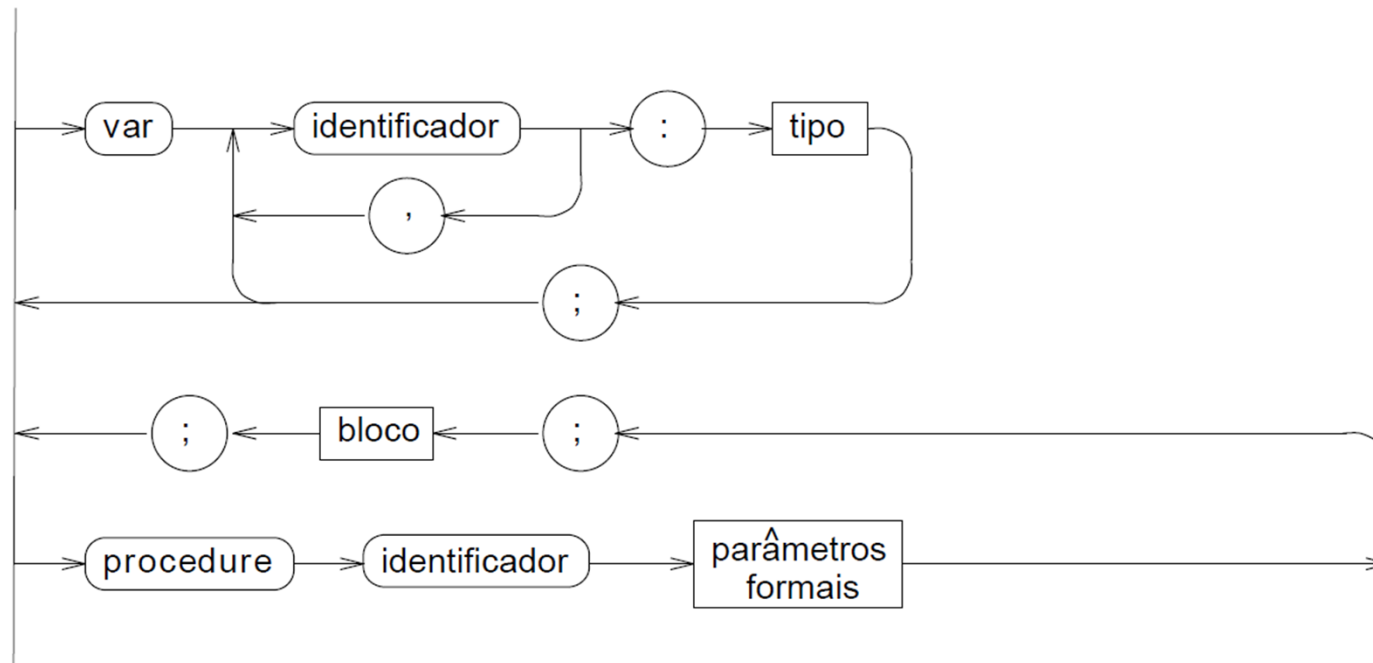 var identificador : tipo
,
;
; bloco ;
procedure identificador parâmetros
formais